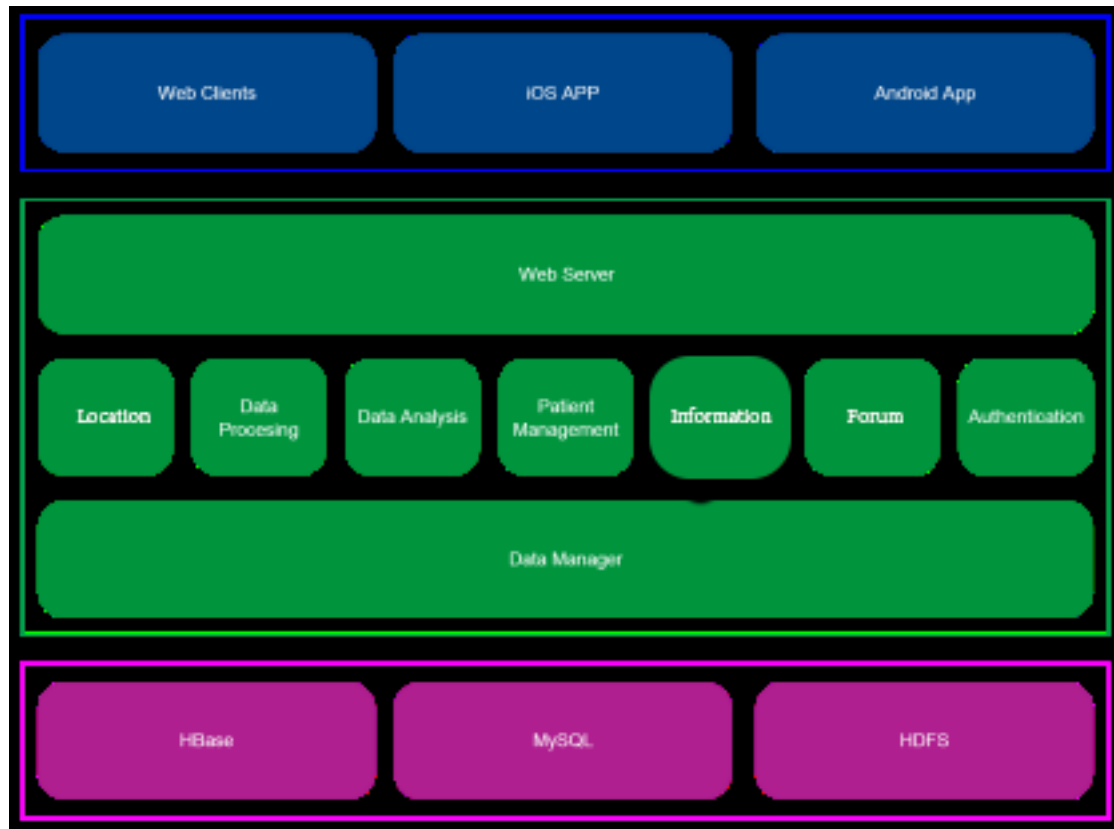 Web Clients
iOS APP
Android App
Web Server
Location
Data
Procesing
Data Analysis
Patient
Management
Information
Forum
Authentication
Data Manager
HBase
MySQL
HDFS